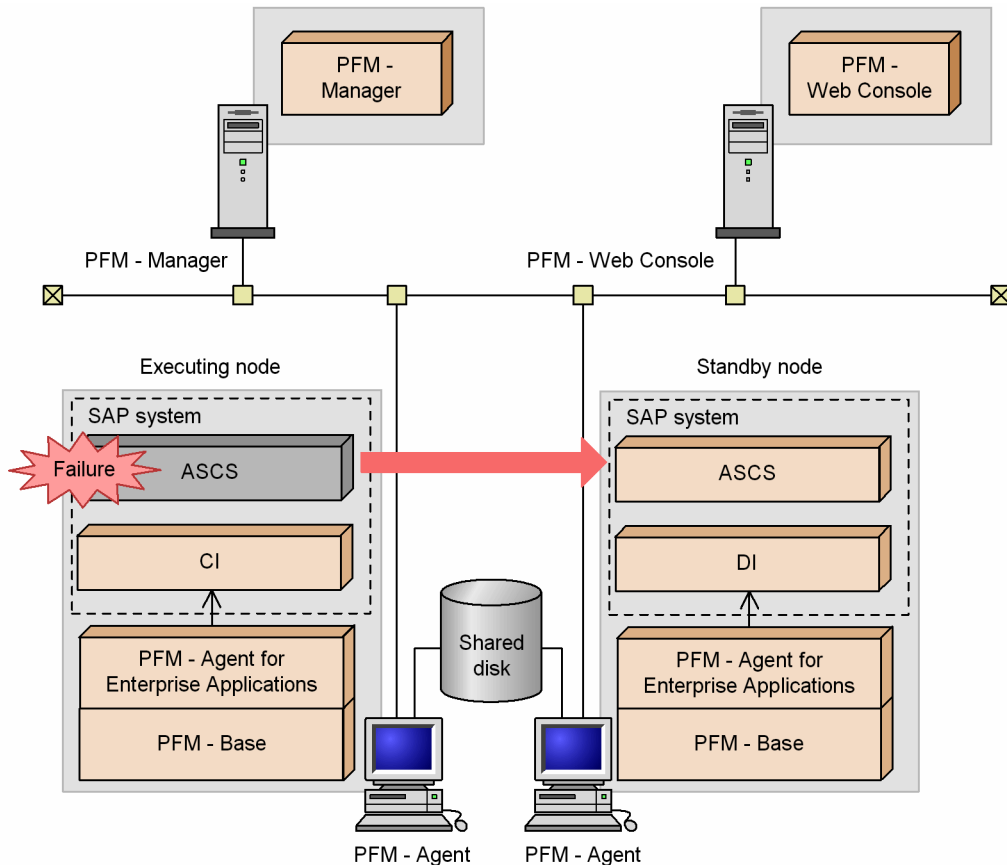 PFM -
Manager
PFM -
Web Console
PFM - Manager
PFM - Web Console
Executing node
Standby node
SAP system
Failure
ASCS
CI
PFM - Agent for
Enterprise Applications
PFM - Base
Shared
disk
SAP system
ASCS
DI
PFM - Agent for
Enterprise Applications
PFM - Base
PFM - Agent
PFM - Agent